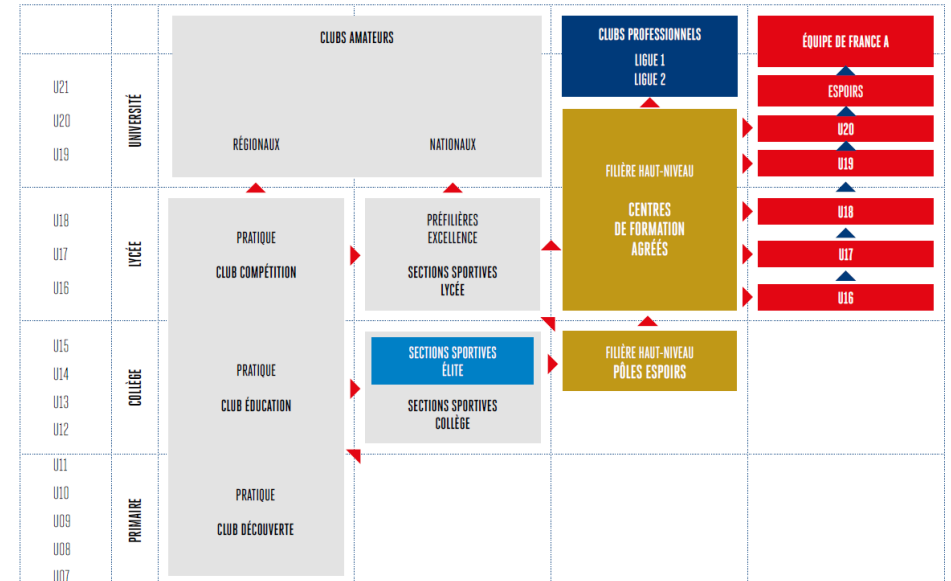 CLUBS AMATEURS
RÉGIONAUX
NATIONAUX
CLUBS PROFESSIONNELS
LIGUE 1
LIGUE 2
ÉQUIPE DE FRANCE A
ESPOIRS
U20
U19
U21
U20
U19
UNIVERSITÉ
FILIÈRE HAUT-NIVEAU
CENTRES
DE FORMATION
AGRÉÉS
U18
U17
U16
U18
U17
U16
LYCÉE
PRATIQUE
CLUB COMPÉTITION
PRÉFILIÈRES
EXCELLENCE
SECTIONS SPORTIVES
LYCÉE
U15
U14
U13
U12
COLLÈGE
PRATIQUE
CLUB ÉDUCATION
SECTIONS SPORTIVES
ÉLITE
SECTIONS SPORTIVES
COLLÈGE
FILIÈRE HAUT-NIVEAU
PÔLES ESPOIRS
U11
U10
U09
U08
U07
PRIMAIRE
PRATIQUE
CLUB DÉCOUVERTE